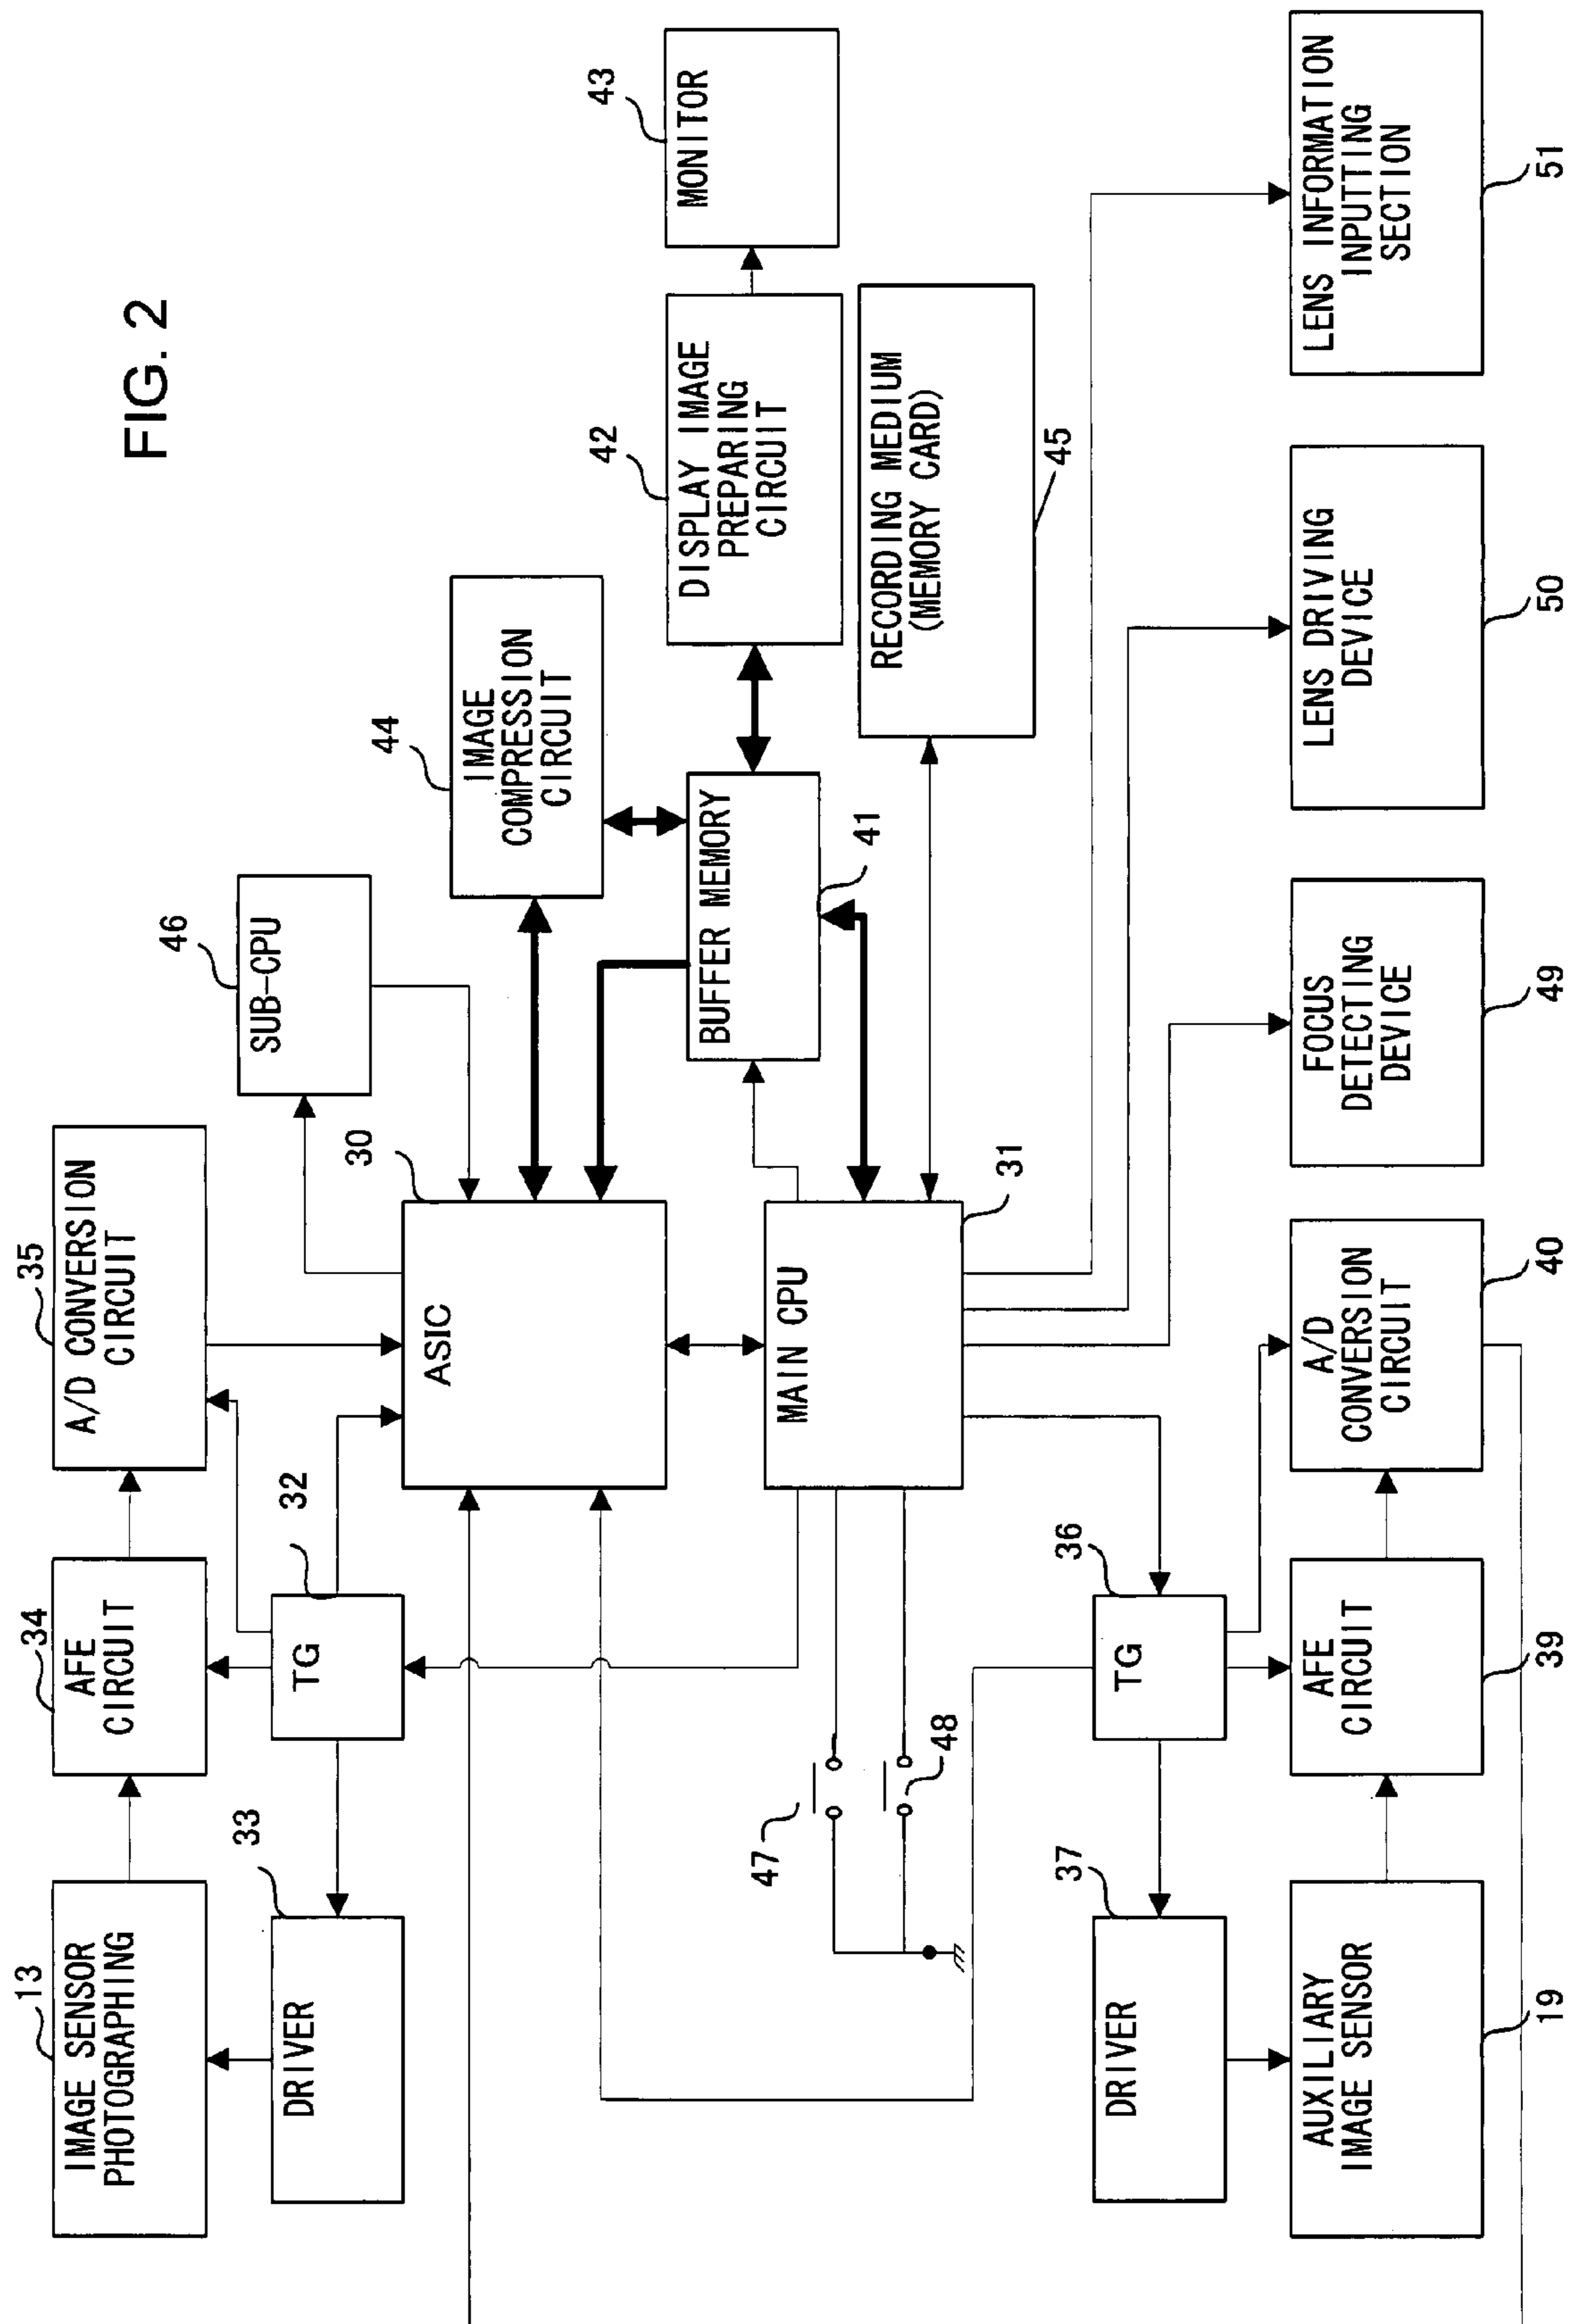 FIG. 2
13
IMAGE SENSOR
PHOTOGRAPHING
34
AFE
CIRCUIT
35
A/D CONVERSION
CIRCUIT
33
DRIVER
32
TG
46
SUB-CPU
30
ASIC
44
IMAGE
COMPRESSION
CIRCUIT
43
MONITOR
42
DISPLAY IMAGE
PREPARING
CIRCUIT
BUFFER MEMORY
41
RECORDING MEDIUM
(MEMORY CARD)
45
MAIN CPU
31
47
48
37
DRIVER
36
TG
AUXILIARY
IMAGE SENSOR
19
AFE
CIRCUIT
39
A/D
CONVERSION
CIRCUIT
40
FOCUS
DETECTING
DEVICE
49
LENS DRIVING
DEVICE
50
LENS INFORMATION
INPUTTING
SECTION
51